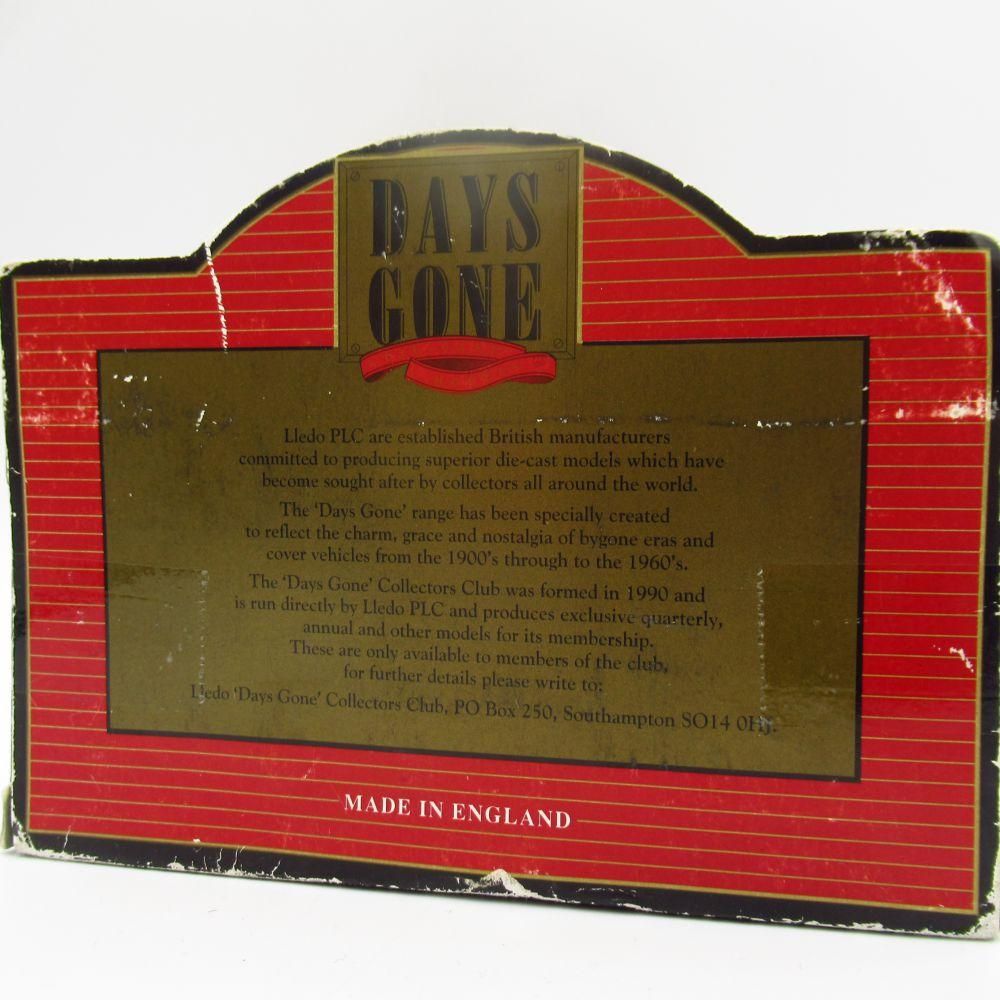 DAYS
GONE
Lledo PLC are established British manufacturers
committed to producing superior die-cast models which have
become sought after by collectors all around the world.
The 'Days Gone' range has been specially created
to reflect the charm, grace and nostalgia of bygone eras and
cover vehicles from the 1900's through to the 1960's.
The 'Days Gone' Collectors Club was formed in 1990 and
is run directly by Lledo PLC and produces exclusive quarterly,
annual and other models for its membership.
These are only available to members of the club,
for further details please write to:
Lledo 'Days Gone' Collectors Club, PO Box 250, Southampton SO14 0HJ.
MADE IN ENGLAND